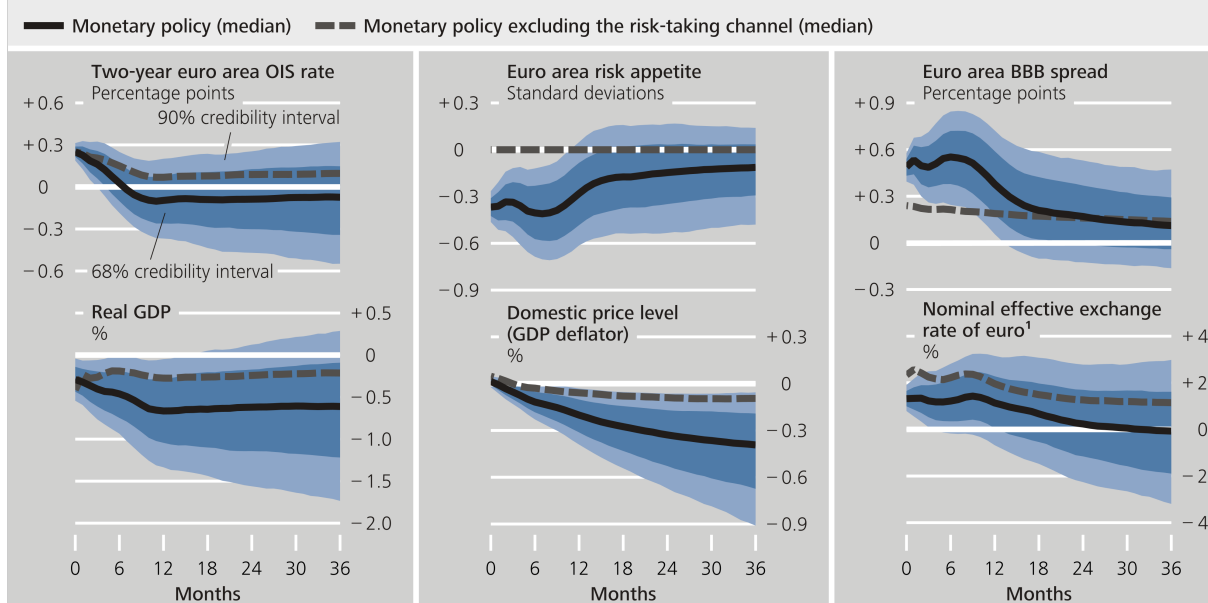 Monetary policy (median) Monetary policy excluding the risk-taking channel (median)
Two-year euro area OIS rate
Percentage points
+0.6
90% credibility interval
+0.3
0
−0.3
−0.6
68% credibility interval
Euro area risk appetite
Standard deviations
+0.3
0
−0.3
−0.6
−0.9
Euro area BBB spread
Percentage points
+0.9
+0.6
+0.3
0
−0.3
Real GDP
%
+0.5
0
−0.5
−1.0
−1.5
−2.0
0 6 12 18 24 30 36
Months
Domestic price level
(GDP deflator)
%
+0.3
0
−0.3
−0.6
−0.9
0 6 12 18 24 30 36
Months
Nominal effective exchange
rate of euro¹
%
+4
+2
0
−2
−4
0 6 12 18 24 30 36
Months